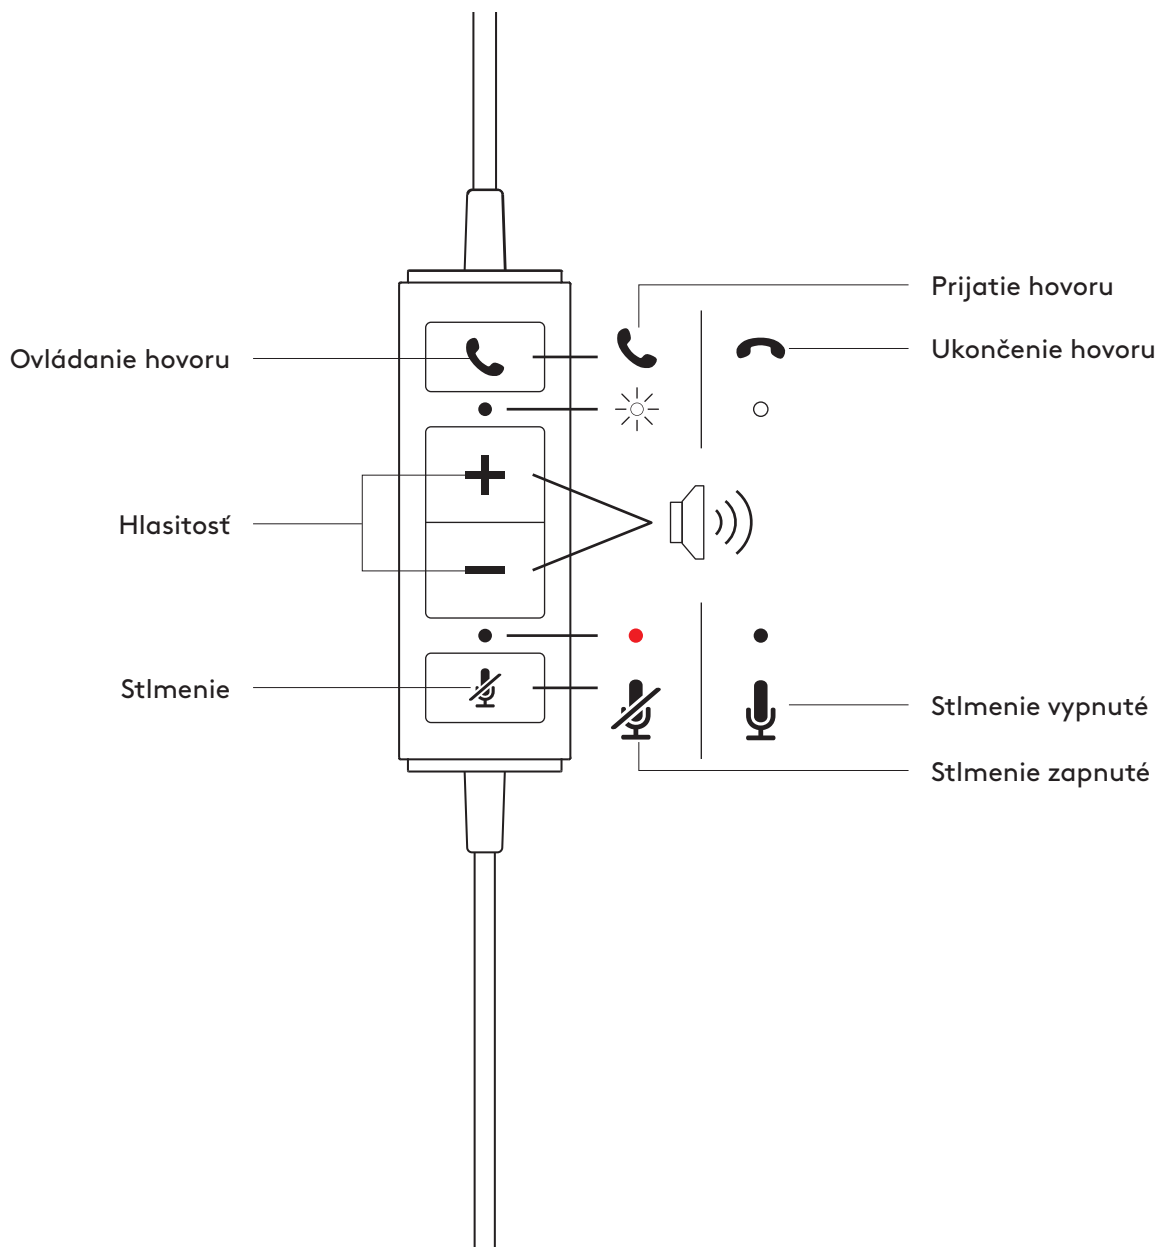 Prijatie hovoru
Ukončenie hovoru
Ovládanie hovoru
Hlasitosť
Stlmenie
Stlmenie vypnuté
Stlmenie zapnuté